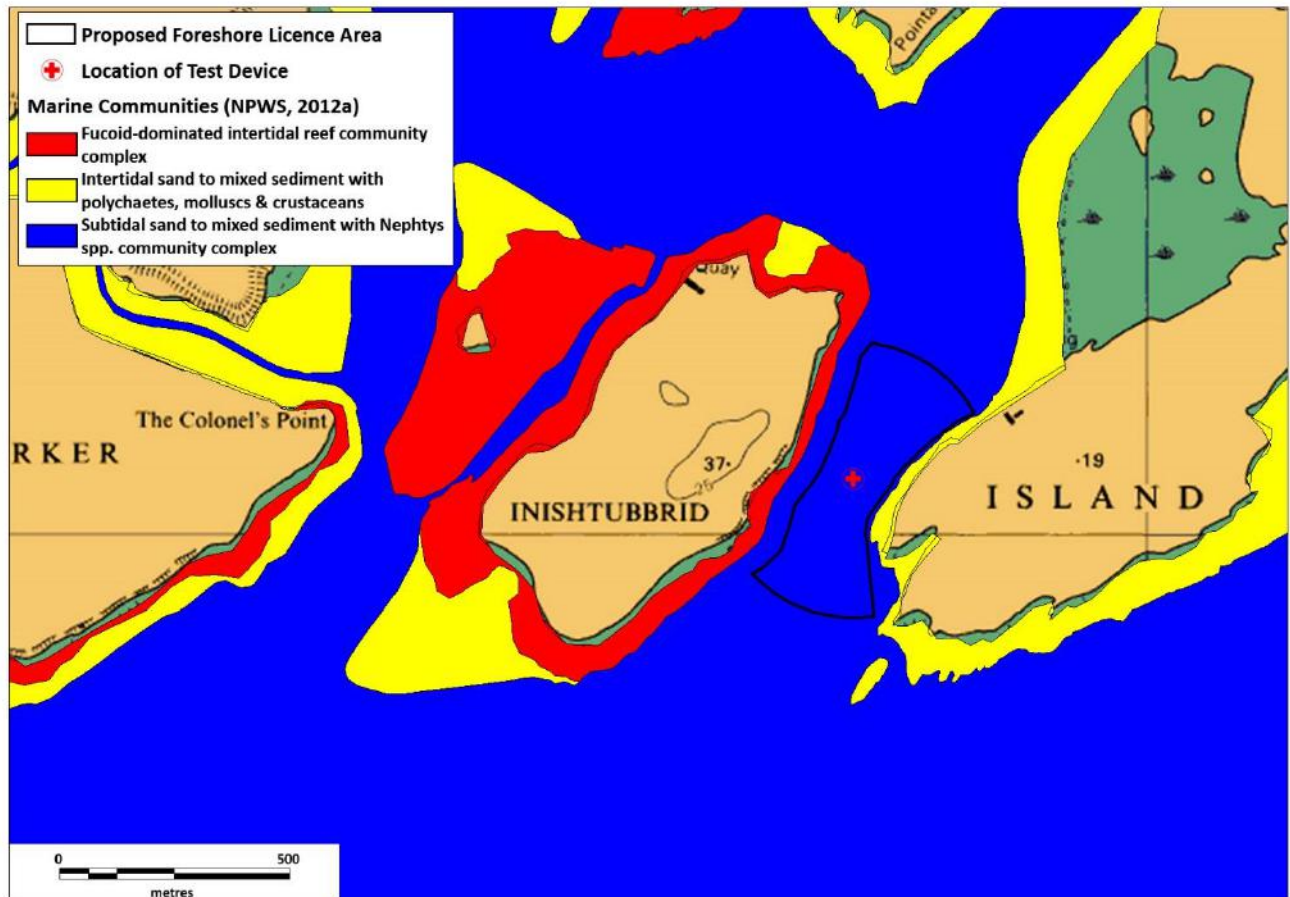 Proposed Foreshore Licence Area
Location of Test Device
Marine Communities (NPWS, 2012a)
Fucoid-dominated intertidal reef community
complex
Intertidal sand to mixed sediment with
polychaetes, molluscs & crustaceans
Subtidal sand to mixed sediment with Nephtys
spp. community complex
Quay
The Colonel's Point
RKER
37
25
19
INISHTUBBRID
ISLAND
0 500
metres